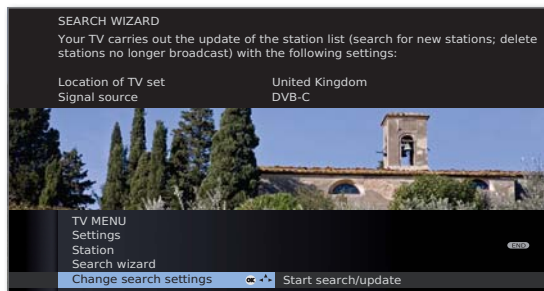 SEARCH WIZARD
Your TV carries out the update of the station list (search for new stations; delete
stations no longer broadcast) with the following settings:
Location of TV set United Kingdom
Signal source DVB-C
TV MENU
Settings
END
Station
Search wizard
Change search settings OK Start search/update